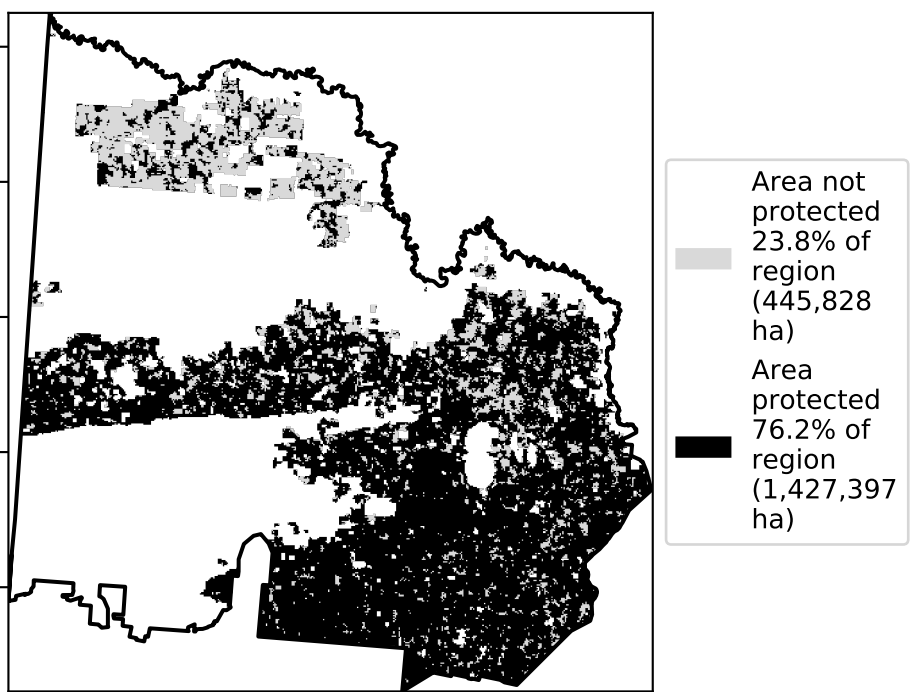 Area not
protected
23.8% of
region
(445,828
ha)
Area
protected
76.2% of
region
(1,427,397
ha)